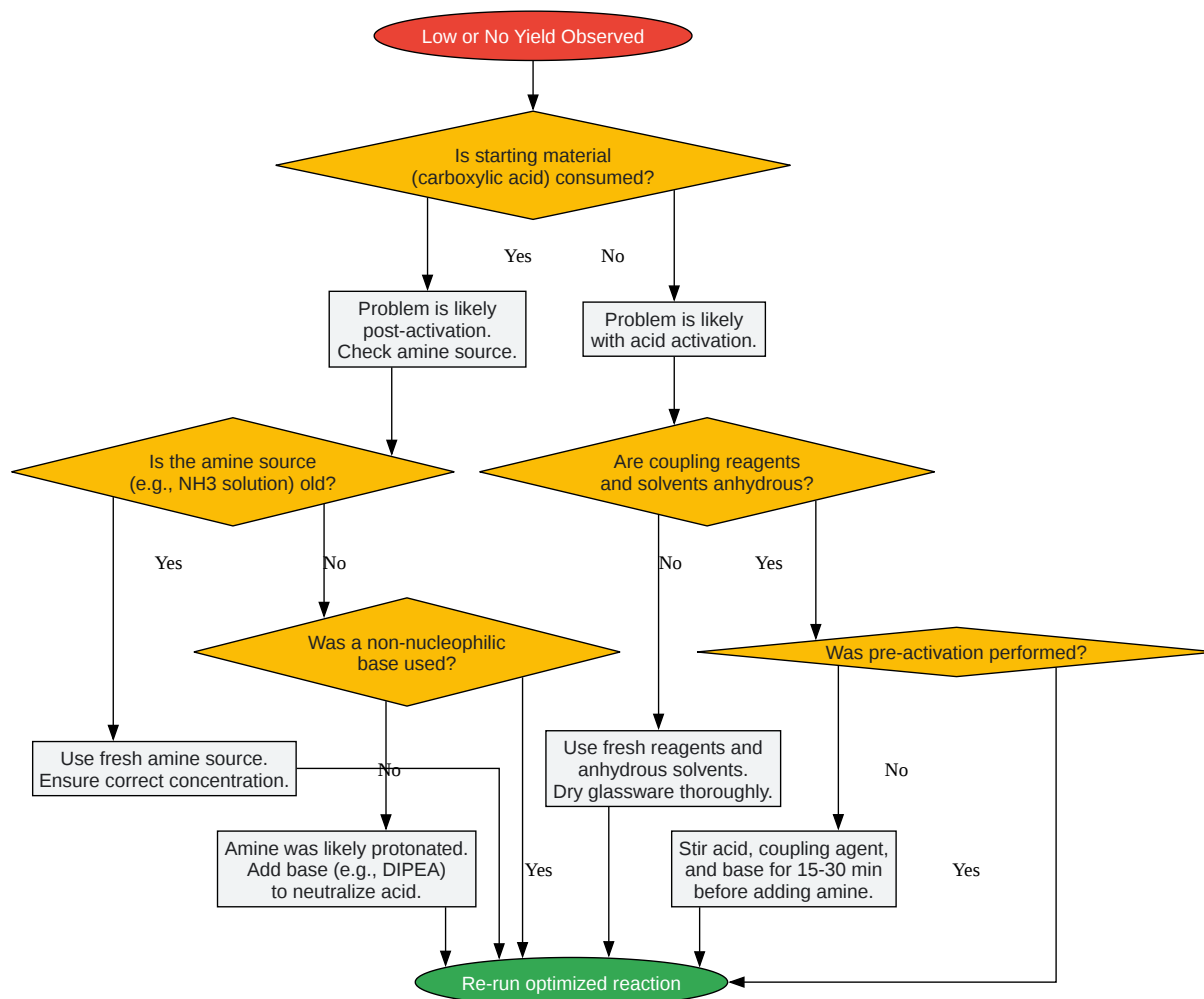 Low or No Yield Observed
Is starting material
(carboxylic acid) consumed?
Yes
No
Problem is likely
post-activation.
Check amine source.
Problem is likely
with acid activation.
Is the amine source
(e.g., NH3 solution) old?
Are coupling reagents
and solvents anhydrous?
Yes
No
No
Yes
Was a non-nucleophilic
base used?
Was pre-activation performed?
Use fresh amine source.
Ensure correct concentration.
No
Use fresh reagents and
anhydrous solvents.
Dry glassware thoroughly.
No
Amine was likely protonated.
Add base (e.g., DIPEA)
to neutralize acid.
Yes
Stir acid, coupling agent,
and base for 15-30 min
before adding amine.
Yes
Re-run optimized reaction